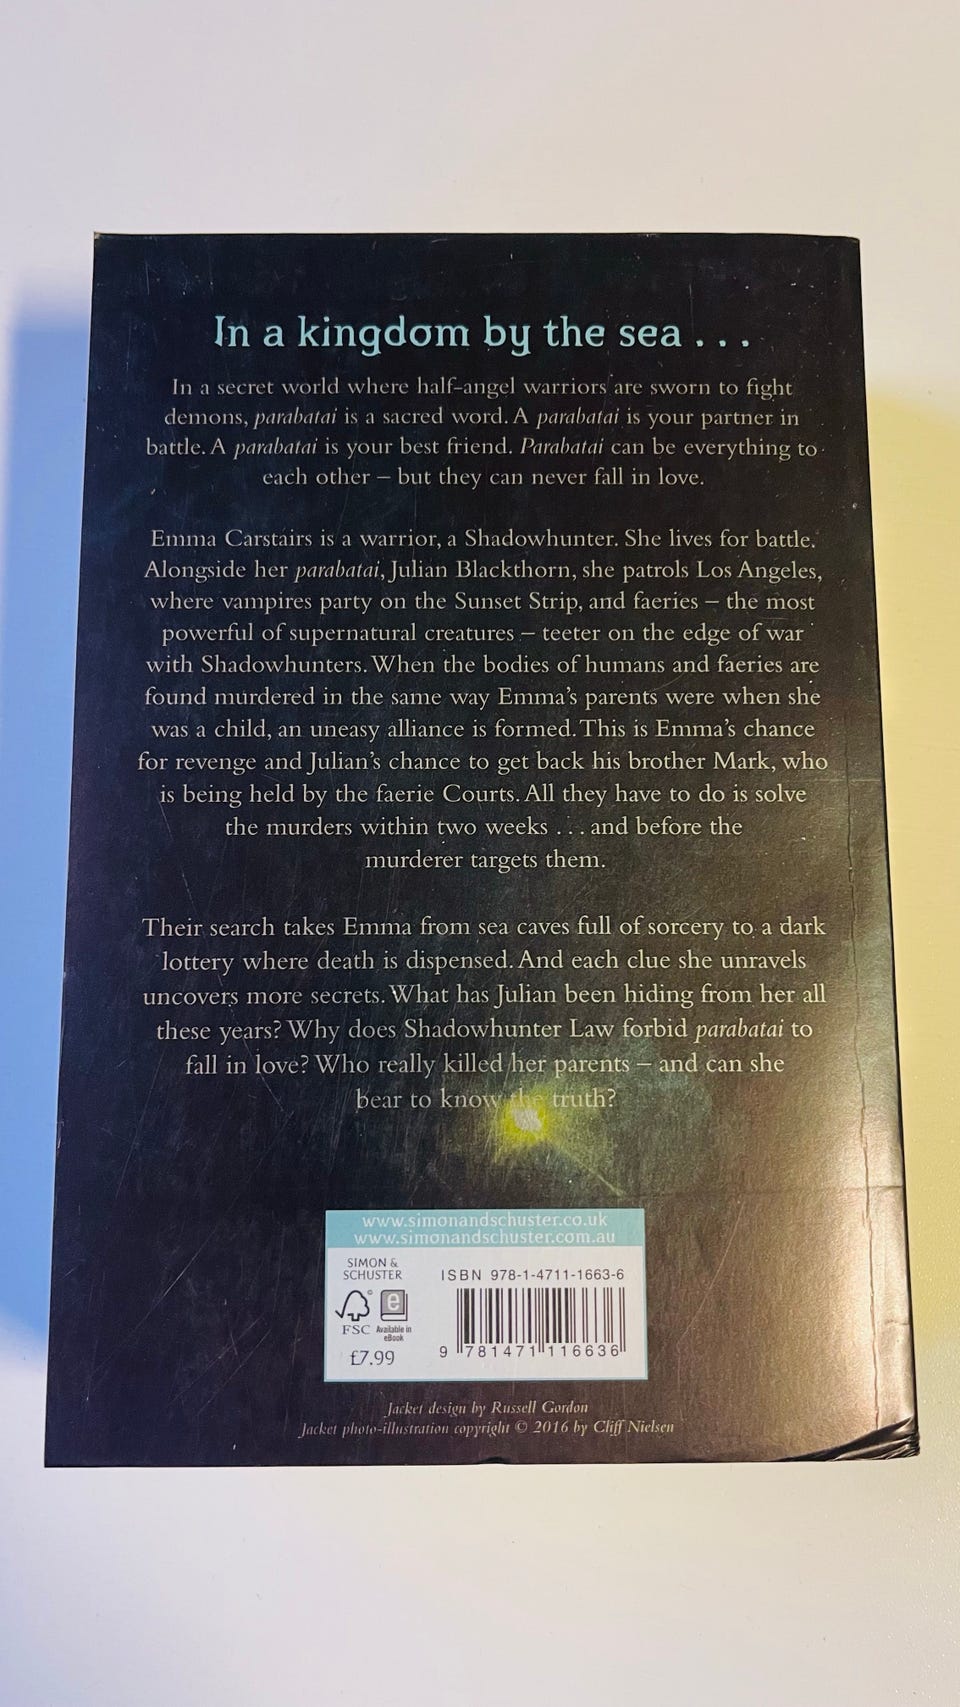 In a kingdom by the sea . . .
In a secret world where half-angel warriors are sworn to fight
demons, parabatai is a sacred word. A parabatai is your partner in
battle. A parabatai is your best friend. Parabatai can be everything to
each other – but they can never fall in love.
Emma Carstairs is a warrior, a Shadowhunter. She lives for battle.
Alongside her parabatai, Julian Blackthorn, she patrols Los Angeles,
where vampires party on the Sunset Strip, and faeries – the most
powerful of supernatural creatures – teeter on the edge of war
with Shadowhunters. When the bodies of humans and faeries are
found murdered in the same way Emma's parents were when she
was a child, an uneasy alliance is formed. This is Emma's chance
for revenge and Julian's chance to get back his brother Mark, who
is being held by the faerie Courts. All they have to do is solve
the murders within two weeks . . . and before the
murderer targets them.
Their search takes Emma from sea caves full of sorcery to a dark
lottery where death is dispensed. And each clue she unravels
uncovers more secrets. What has Julian been hiding from her all
these years? Why does Shadowhunter Law forbid parabatai to
fall in love? Who really killed her parents – and can she
bear to know the truth?
www.simonandschuster.co.uk
www.simonandschuster.com.au
SIMON &
SCHUSTER
ISBN 978-1-4711-1663-6
e
FSC
Available in
eBook
£7.99
9 781471 116636
Jacket design by Russell Gordon
Jacket photo-illustration copyright © 2016 by Cliff Nielsen